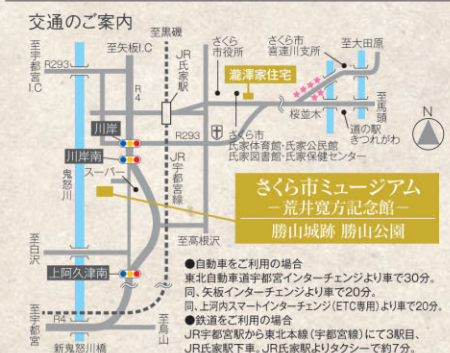 交通のご案内
至宇都宮I.C
至矢板I.C
至黒磯
JR氏家駅
さくら市役所
さくら市喜連川支所
至大田原
R293
R4
瀧澤家住宅
桜並木
至馬頭
道の駅きつれがわ
N
川岸
R293
さくら市
氏家体育館・氏家公民館
氏家図書館・氏家保健センター
川岸南
スーパー
鬼怒川
JR宇都宮線
さくら市ミュージアム
－荒井寛方記念館－
勝山城跡 勝山公園
至白沢
至高根沢
上阿久津南
至宇都宮
R4
新鬼怒川橋
至烏山
●自動車をご利用の場合
東北自動車道宇都宮インターチェンジより車で30分。
同、矢板インターチェンジより車で20分。
同、上河内スマートインターチェンジ(ETC専用)より車で20分。
●鉄道をご利用の場合
JR宇都宮駅から東北本線(宇都宮線)にて3駅目、
JR氏家駅下車。JR氏家駅よりタクシーで約7分。